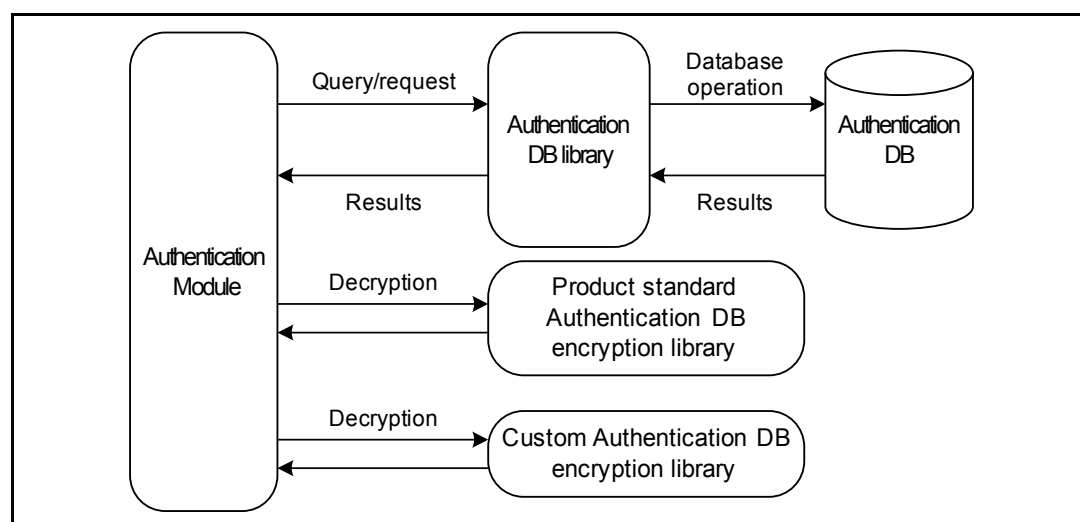 Query/request
Database
operation
Authentication
DB library
Authentication
DB
Results
Results
Authentication
Module
Decryption
Product standard
Authentication DB
encryption library
Decryption
Custom Authentication DB
encryption library